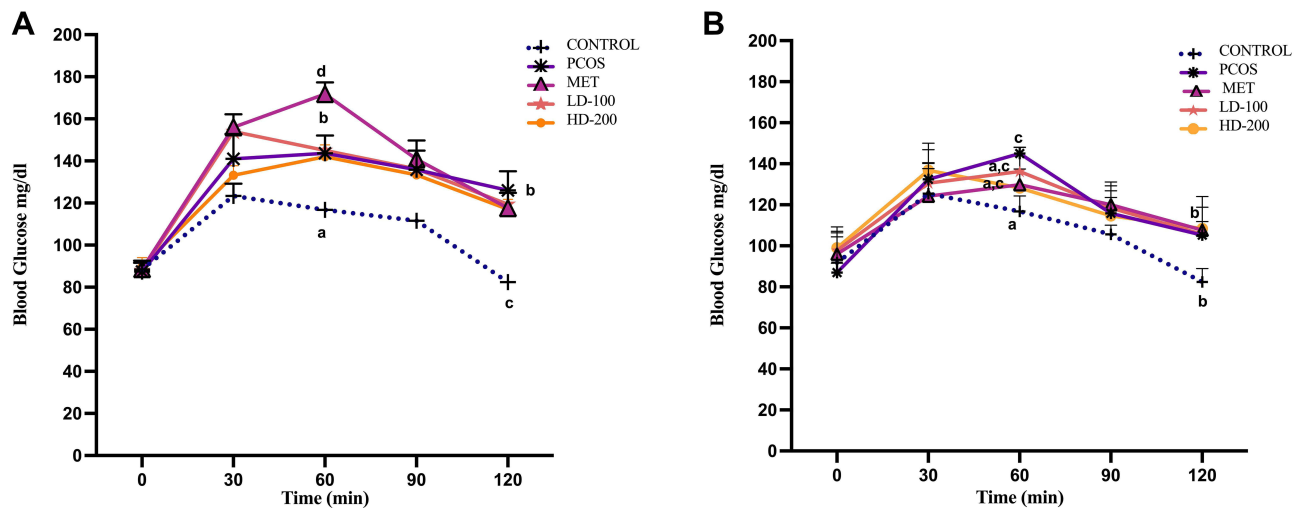 A
200
180
160
140
120
100
80
60
40
20
0
Blood Glucose mg/dl
0 30 60 90 120
Time (min)
CONTROL
PCOS
MET
LD-100
HD-200
d
b
a
b
c
B
200
180
160
140
120
100
80
60
40
20
0
Blood Glucose mg/dl
0 30 60 90 120
Time (min)
CONTROL
PCOS
MET
LD-100
HD-200
c
a,c
a,c
a
b
b